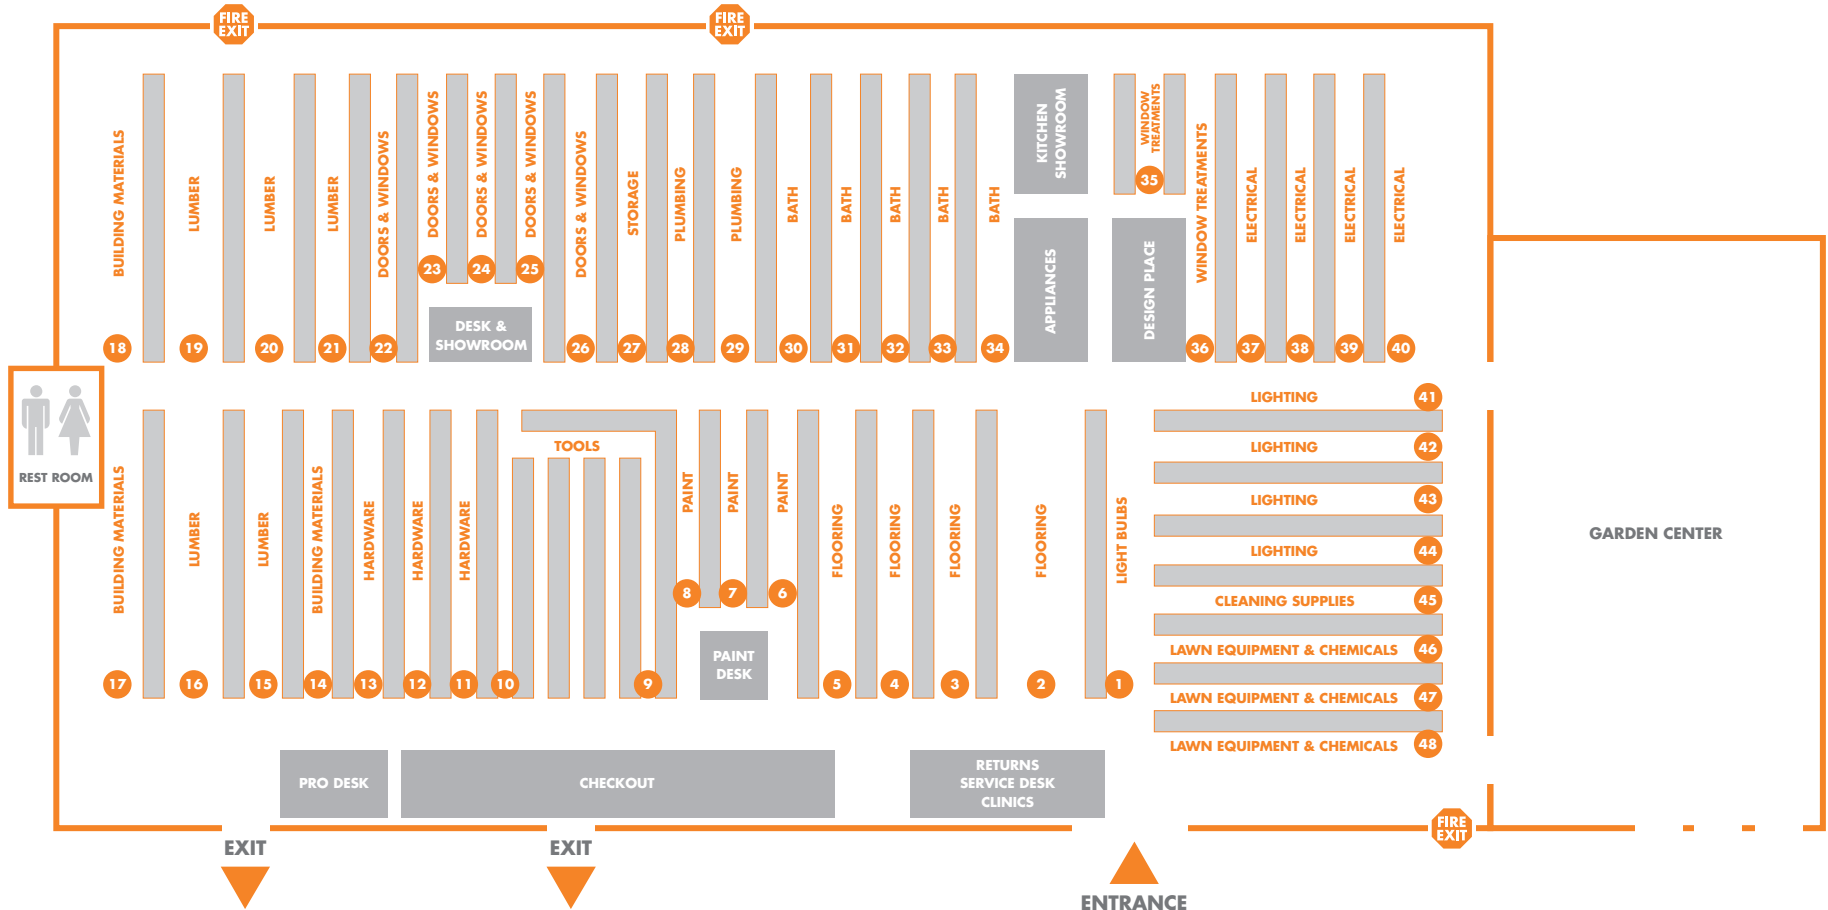 FIRE
EXIT
FIRE
EXIT
BUILDING MATERIALS
18
LUMBER
19
LUMBER
20
LUMBER
21
DOORS & WINDOWS
22
DOORS & WINDOWS
23
DOORS & WINDOWS
24
DOORS & WINDOWS
25
DESK &
SHOWROOM
DOORS & WINDOWS
26
STORAGE
27
PLUMBING
28
PLUMBING
29
BATH
30
BATH
31
BATH
32
BATH
33
BATH
34
KITCHEN
SHOWROOM
APPLIANCES
WINDOW
TREATMENTS
35
DESIGN PLACE
WINDOW TREATMENTS
36
ELECTRICAL
37
ELECTRICAL
38
ELECTRICAL
39
ELECTRICAL
40
REST ROOM
BUILDING MATERIALS
17
LUMBER
16
LUMBER
15
BUILDING MATERIALS
14
HARDWARE
13
HARDWARE
12
HARDWARE
11
TOOLS
10
9
PAINT
8
PAINT
7
PAINT
6
PAINT
DESK
FLOORING
5
FLOORING
4
FLOORING
3
FLOORING
2
LIGHT BULBS
1
LIGHTING 41
LIGHTING 42
LIGHTING 43
LIGHTING 44
CLEANING SUPPLIES 45
LAWN EQUIPMENT & CHEMICALS 46
LAWN EQUIPMENT & CHEMICALS 47
LAWN EQUIPMENT & CHEMICALS 48
GARDEN CENTER
PRO DESK
CHECKOUT
RETURNS
SERVICE DESK
CLINICS
FIRE
EXIT
EXIT
EXIT
ENTRANCE